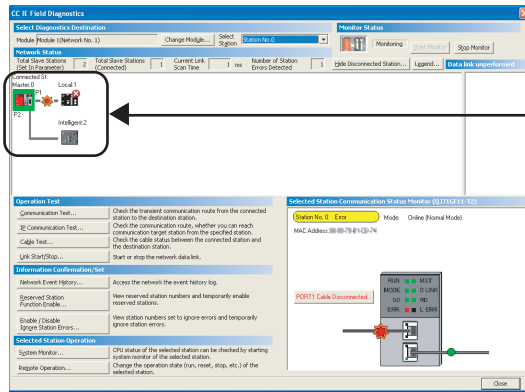 CC IE Field Diagnostics
Select Diagnostics Destination
Module Module 1(Network No. 1)
Change Module...
Select Station
Station No.0
Monitor Status
Monitoring
Start Monitor
Stop Monitor
Network Status
Total Slave Stations (Set In Parameter) 2
Total Slave Stations (Connected) 1
Current Link Scan Time 1 ms
Number of Station Errors Detected 1
Hide Disconnected Station...
Legend...
Data link unperformed
Connected St.
Master:0 Local:1
P1
P2
Intelligent:2
Operation Test
Communication Test...
Check the transient communication route from the connected station to the destination station.
IP Communication Test...
Check the communication route, whether you can reach communication target station from the specified station.
Cable Test...
Check the cable status between the connected station and the destination station.
Link Start/Stop...
Start or stop the network data link.
Information Confirmation/Set
Network Event History...
Access the network event history log.
Reserved Station Function Enable...
View reserved station numbers and temporarily enable reserved stations.
Enable / Disable Ignore Station Errors...
View station numbers set to ignore errors and temporarily ignore station errors.
Selected Station Operation
System Monitor...
CPU status of the selected station can be checked by starting system monitor of the selected station.
Remote Operation...
Change the operation state (run, reset, stop, etc.) of the selected station.
Selected Station Communication Status Monitor (QJ71GF11-T2)
Station No. 0 Error
Mode: Online (Normal Mode)
MAC Address:
PORT1 Cable Disconnected...
RUN MST
MODE D LINK
SD RD
ERR L ERR
Close